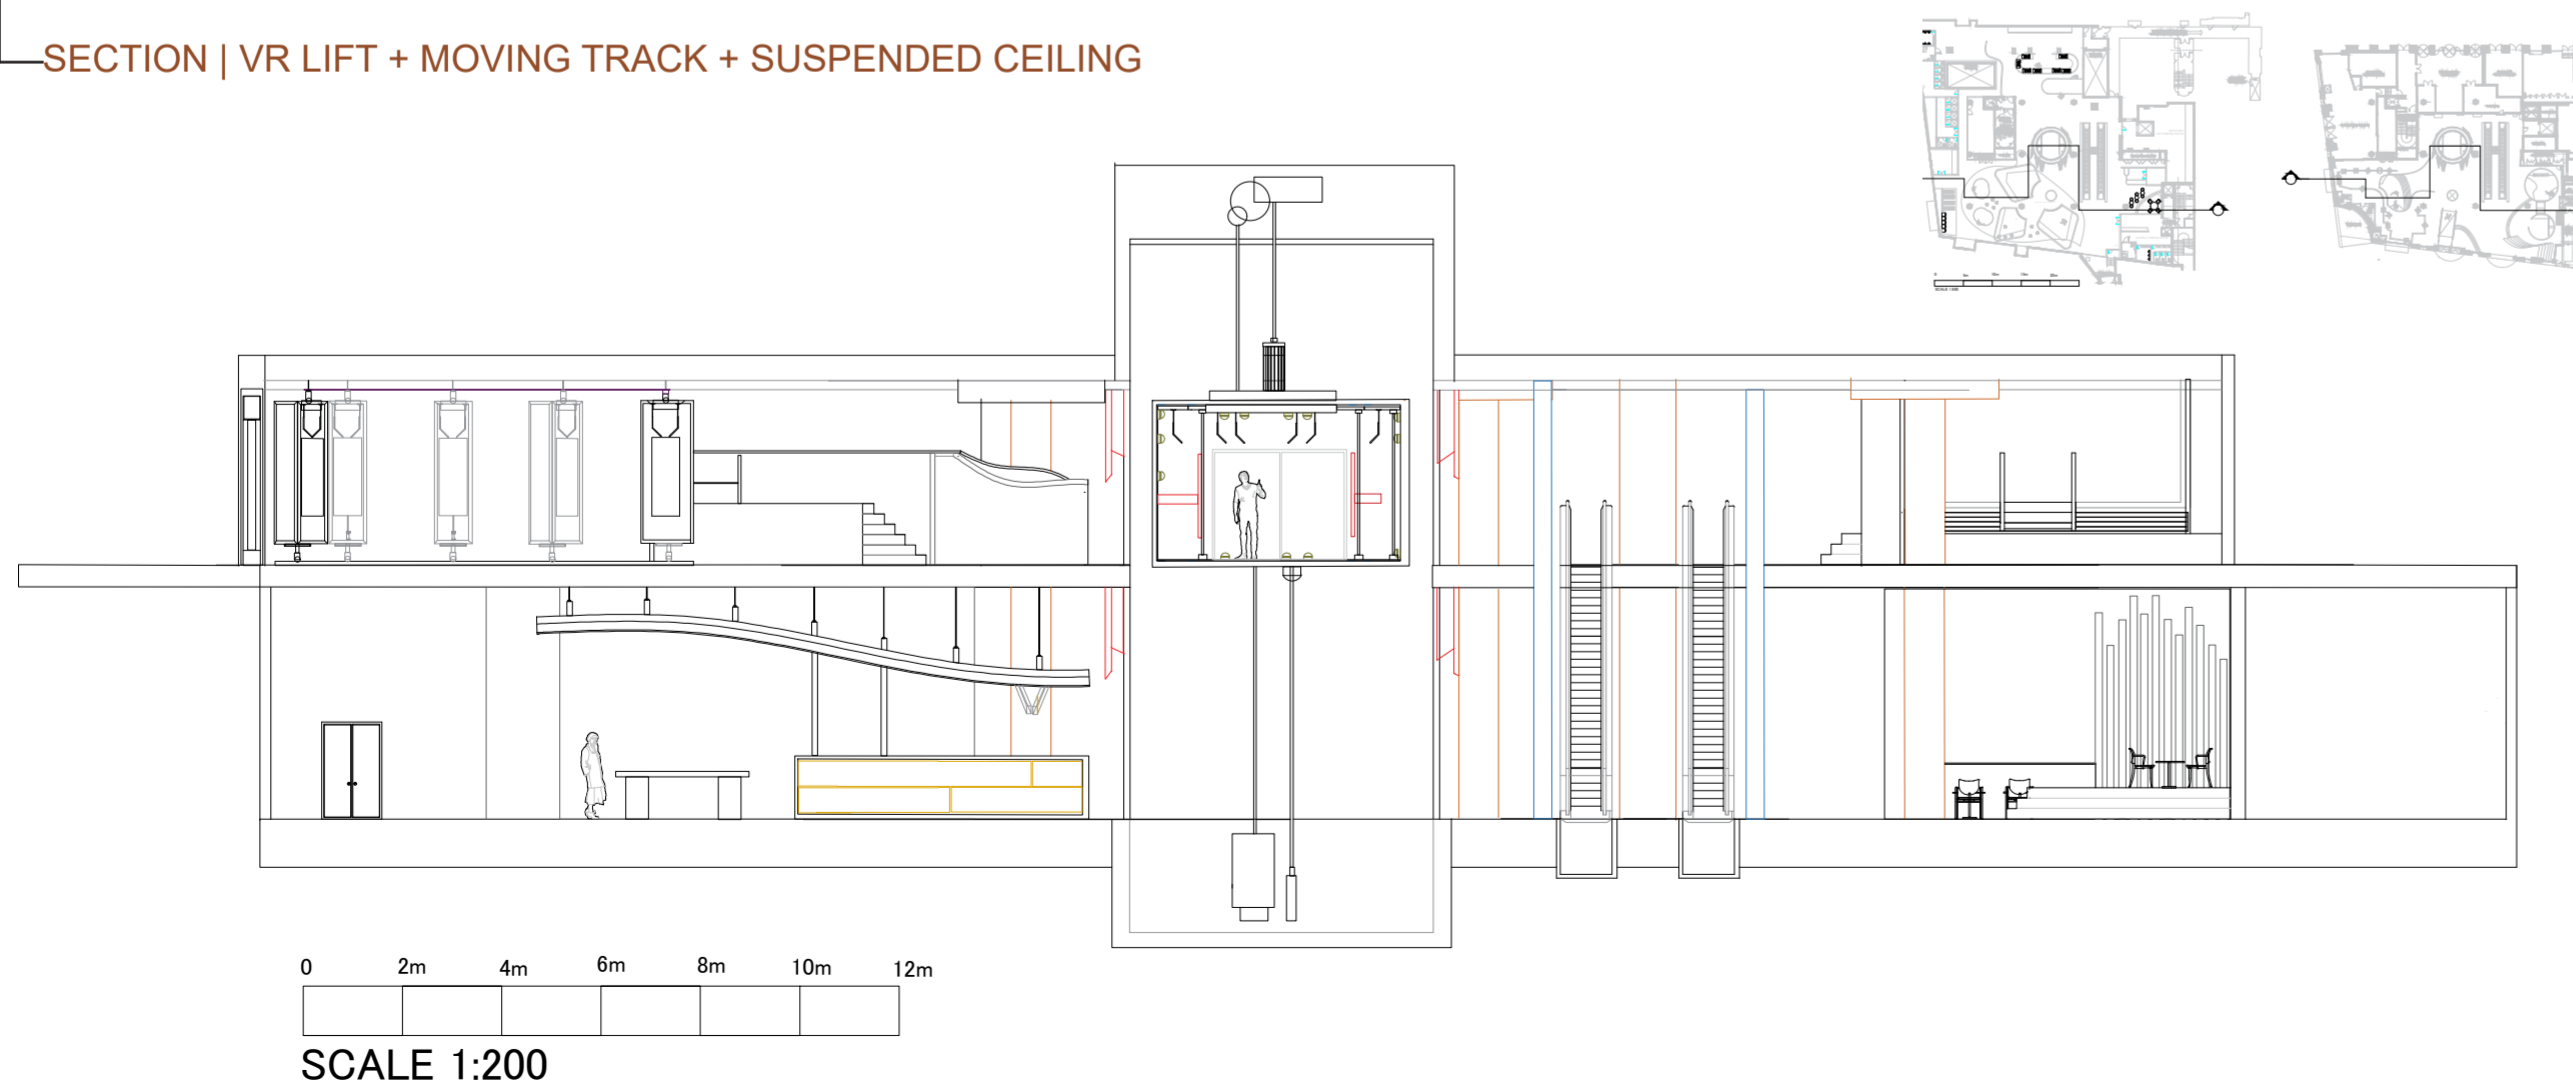 SECTION | VR LIFT + MOVING TRACK + SUSPENDED CEILING
0 2m 4m 6m 8m 10m 12m
SCALE 1:200